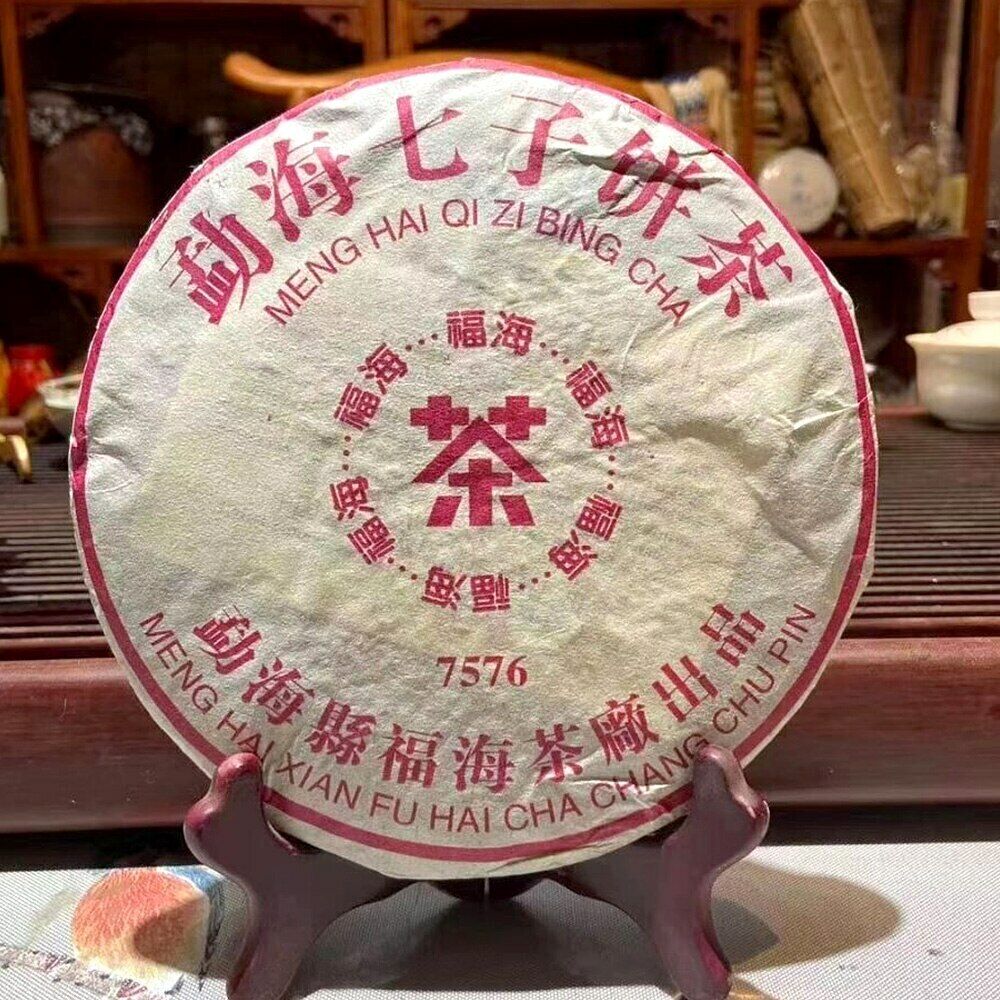 勐海七子饼茶
MENG HAI QI ZI BING CHA
福海…福海…福海…福海…福海…福海…
茶
7576
勐海縣福海茶廠出品
MENG HAI XIAN FU HAI CHA CHANG CHU PIN